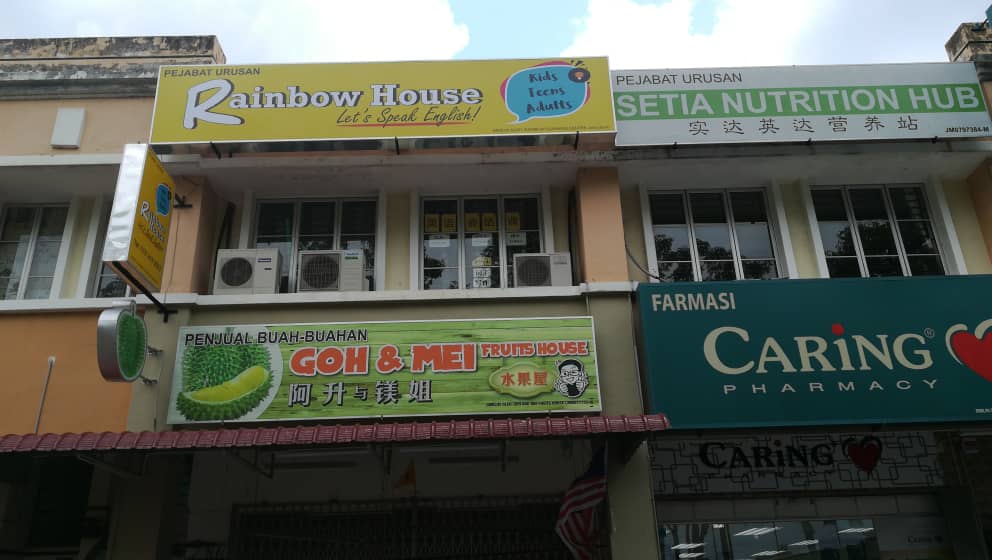 PEJABAT URUSAN
Rainbow House
Let's Speak English!
Kids
Teens
Adults
PEJABAT URUSAN
SETIA NUTRITION HUB
实达英达营养站
JM0797384-M
PENJUAL BUAH-BUAHAN
GOH & MEI FRUITS HOUSE
阿升与镁姐
水果屋
FARMASI
CARiNG®
PHARMACY
CARiNG